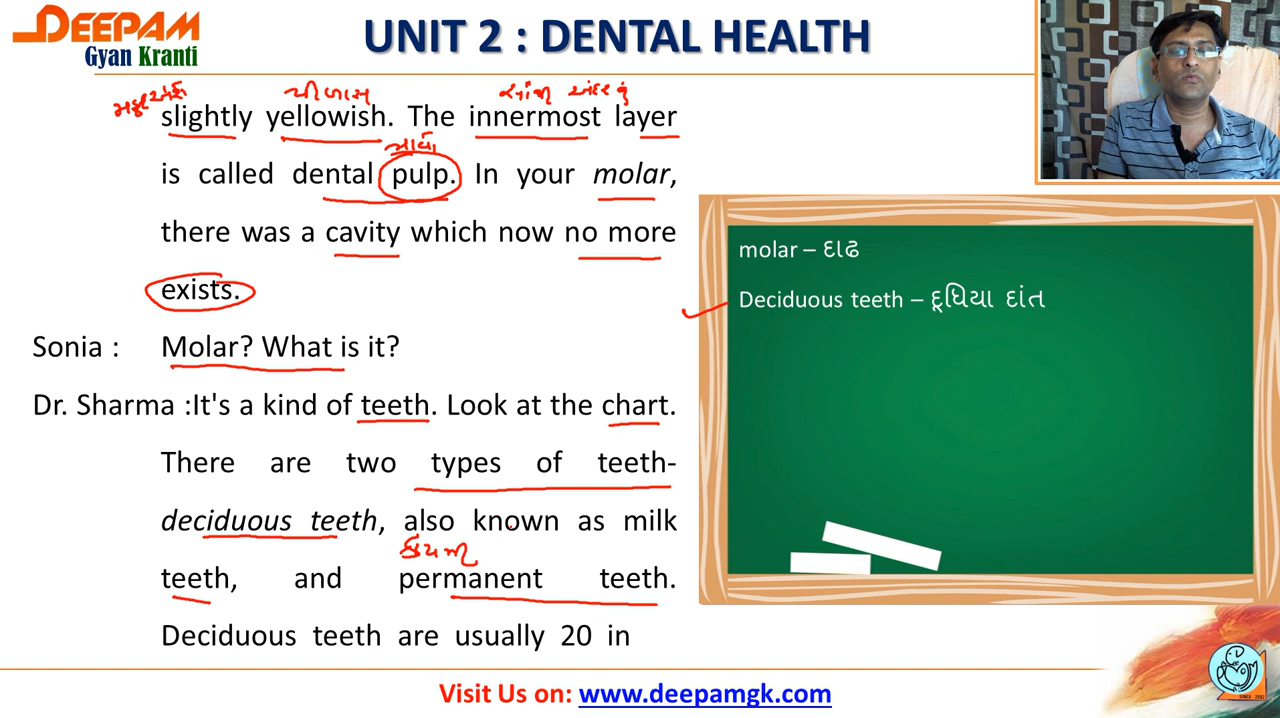 DEEPAM
Gyan Kranti
UNIT 2 : DENTAL HEALTH
પીળાશ
slightly yellowish. The innermost layer
માવો
is called dental pulp. In your molar,
there was a cavity which now no more
exists.
Sonia : Molar? What is it?
Dr. Sharma :It's a kind of teeth. Look at the chart.
There are two types of teeth-
deciduous teeth, also known as milk
કાયમી
teeth, and permanent teeth.
Deciduous teeth are usually 20 in
molar – દાઢ
Deciduous teeth – દૂધિયા દાંત
Visit Us on: www.deepamgk.com